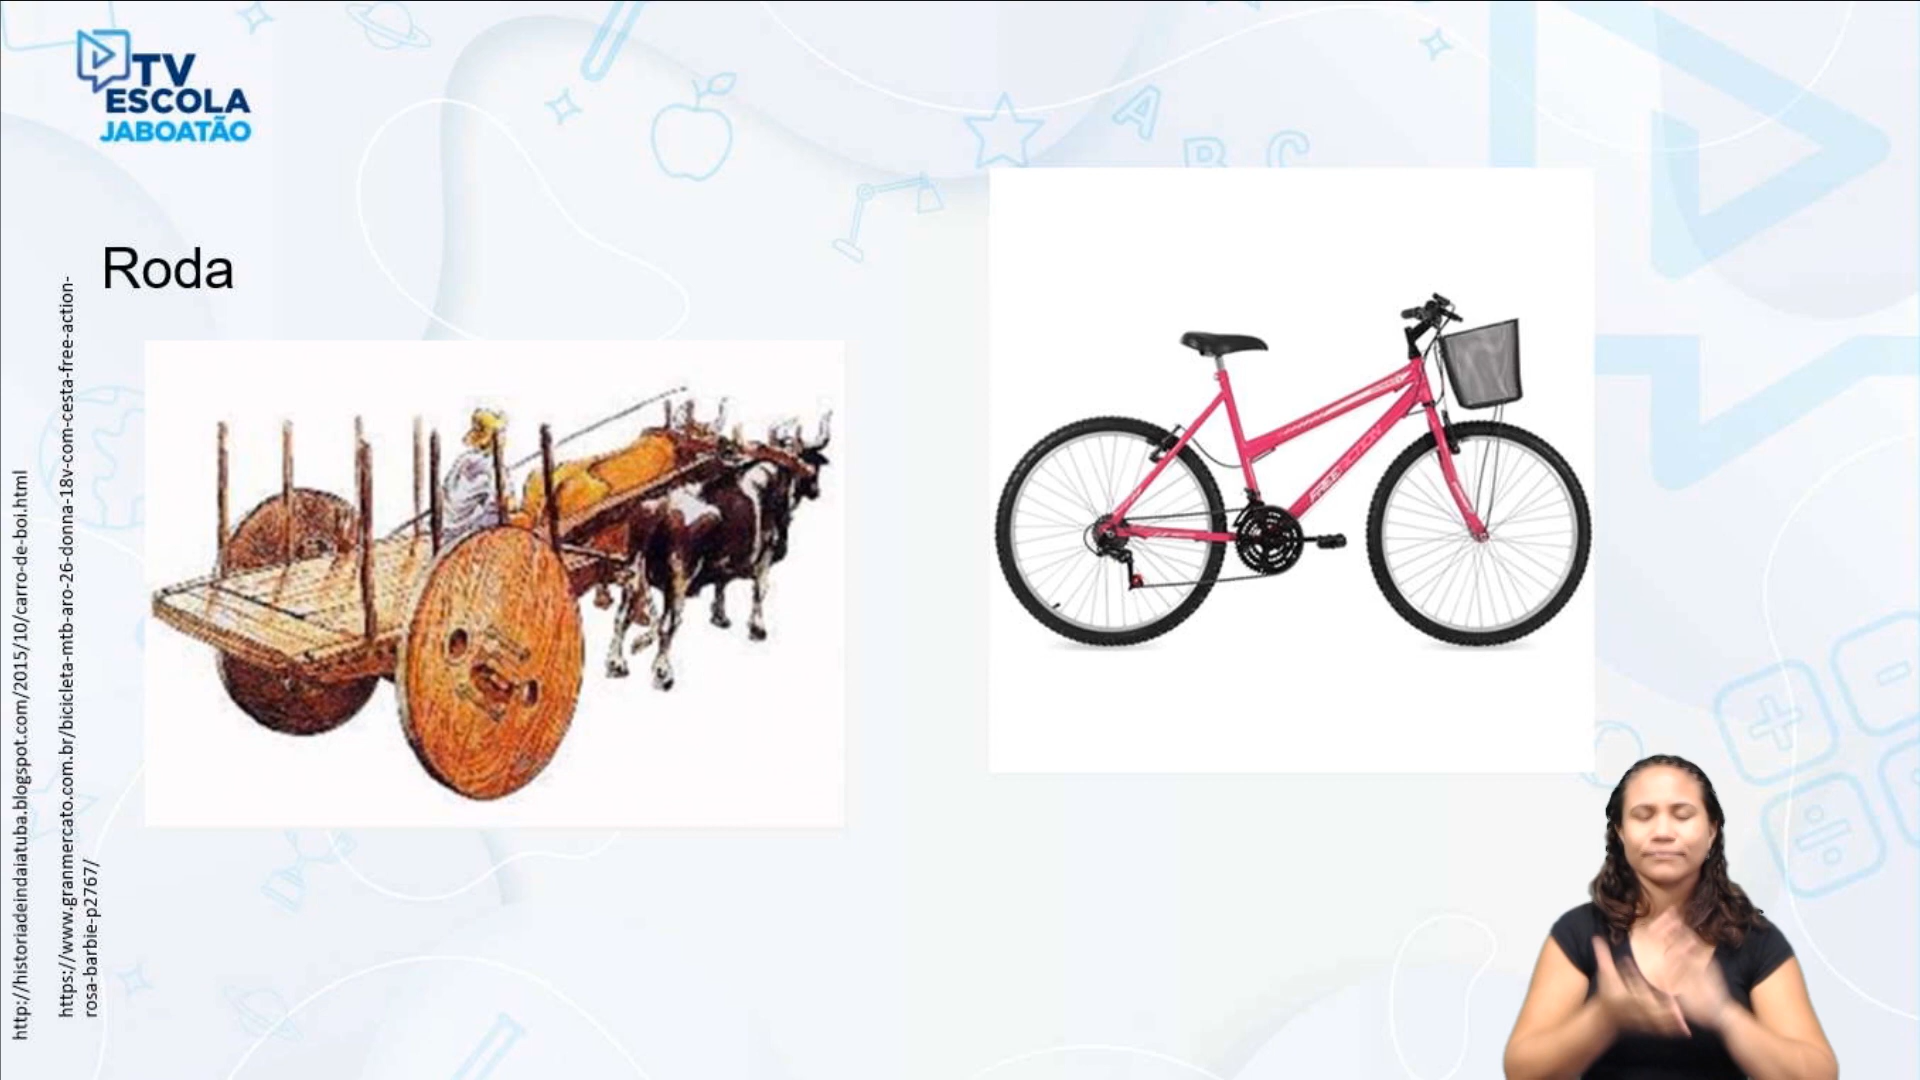 TV
ESCOLA
JABOATÃO
Roda
http://historiadeindaiatuba.blogspot.com/2015/10/carro-de-boi.html
https://www.granmercato.com.br/bicicleta-mtb-aro-26-donna-18v-com-cesta-free-action-
rosa-barbie-p2767/
A
B
C
FREEACTION